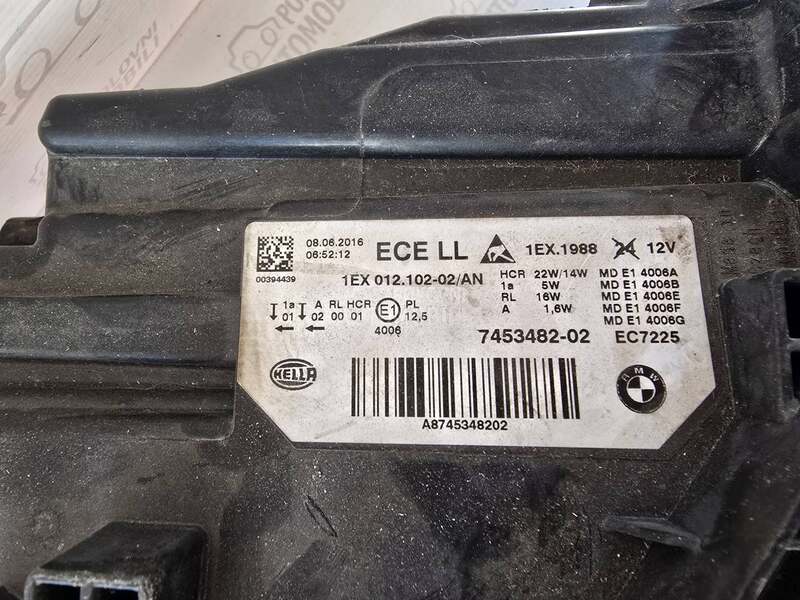 08.06.2016
06:52:12
00394439
ECE LL
1EX.1988 24 12V
1EX 012.102-02/AN
HCR 22W/14W MD E1 4006A
1a 5W MD E1 4006B
RL 16W MD E1 4006E
A 1,6W MD E1 4006F
MD E1 4006G
1a A RL HCR E1 PL
01 02 00 01 12,5
4006
7453482-02 EC7225
HELLA
BMW
A8745348202